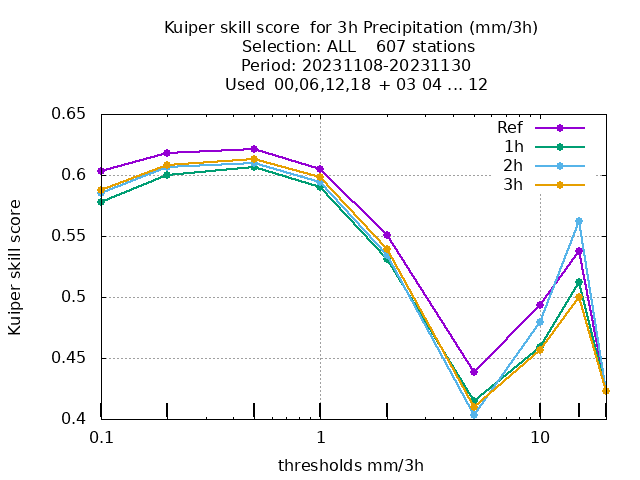 Kuiper skill score for 3h Precipitation (mm/3h)
Selection: ALL 607 stations
Period: 20231108-20231130
Used 00,06,12,18 + 03 04 ... 12
0.65
0.6
0.55
0.5
0.45
0.4
Kuiper skill score
Ref
1h
2h
3h
0.1 1 10
thresholds mm/3h